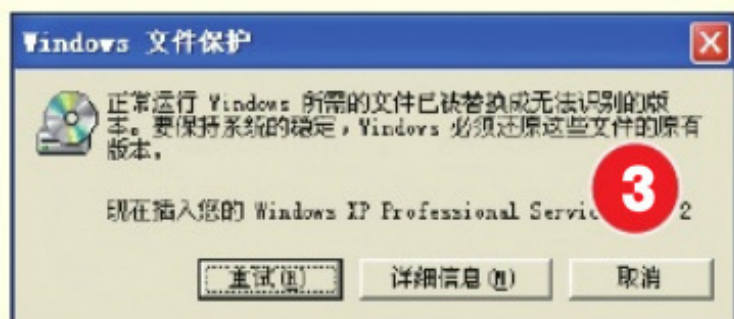 Windows 文件保护
正常运行 Windows 所需的文件已被替换成无法识别的版
本。要保持系统的稳定，Windows 必须还原这些文件的原有
版本。
现在插入您的 Windows XP Professional Servic 2
3
重试(R) 详细信息(M) 取消